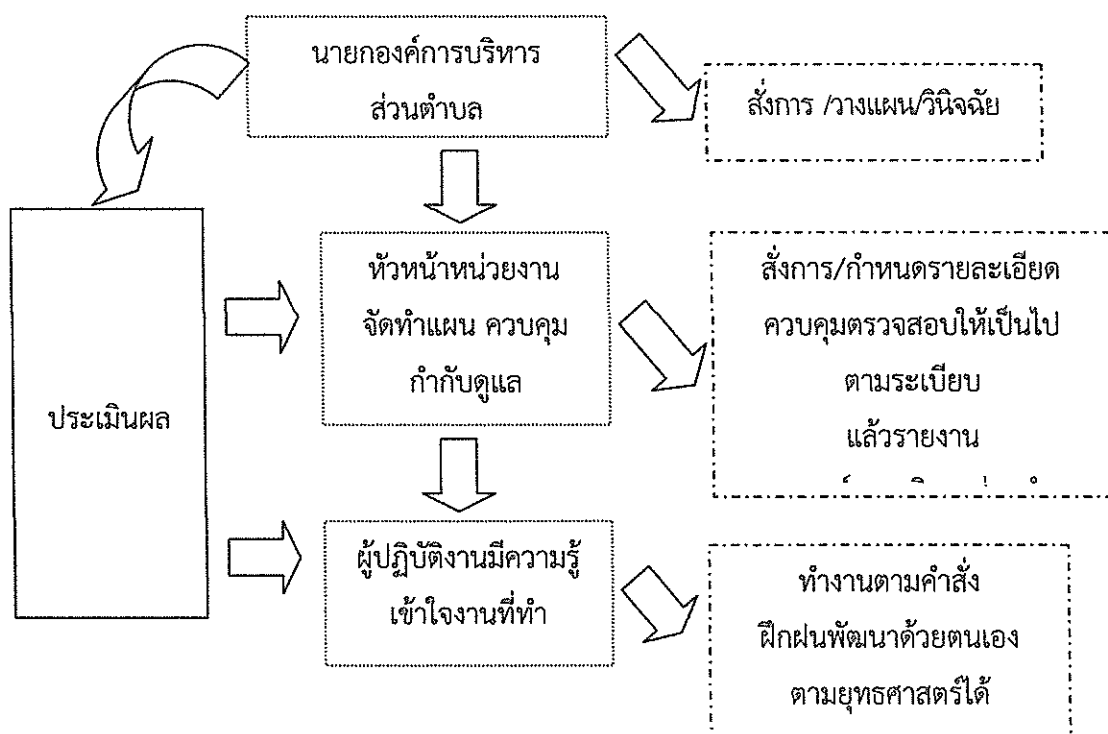 นายกองค์การบริหาร
ส่วนตำบล
สั่งการ /วางแผน/วินิจฉัย
หัวหน้าหน่วยงาน
จัดทำแผน ควบคุม
กำกับดูแล
สั่งการ/กำหนดรายละเอียด
ควบคุมตรวจสอบให้เป็นไป
ตามระเบียบ
แล้วรายงาน
ประเมินผล
ผู้ปฏิบัติงานมีความรู้
เข้าใจงานที่ทำ
ทำงานตามคำสั่ง
ฝึกฝนพัฒนาด้วยตนเอง
ตามยุทธศาสตร์ได้